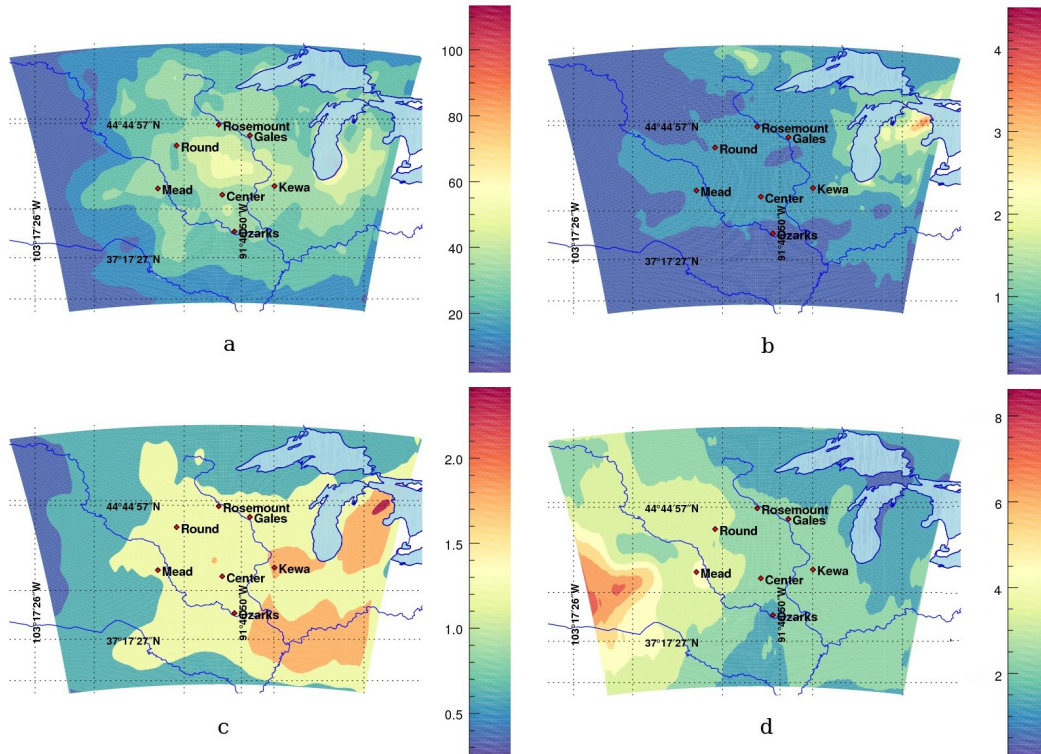 100
80
60
40
20
44°44′57″N
Rosemount
Gales
Round
Mead
Center
Kewa
Ozarks
103°17′26″W
91°46′50″W
37°17′27″N
a
4
3
2
1
44°44′57″N
Rosemount
Gales
Round
Mead
Center
Kewa
Ozarks
103°17′26″W
91°46′50″W
37°17′27″N
b
2.0
1.5
1.0
0.5
44°44′57″N
Rosemount
Gales
Round
Mead
Center
Kewa
Ozarks
103°17′26″W
91°46′50″W
37°17′27″N
c
8
6
4
2
44°44′57″N
Rosemount
Gales
Round
Mead
Center
Kewa
Ozarks
103°17′26″W
91°46′50″W
37°17′27″N
d